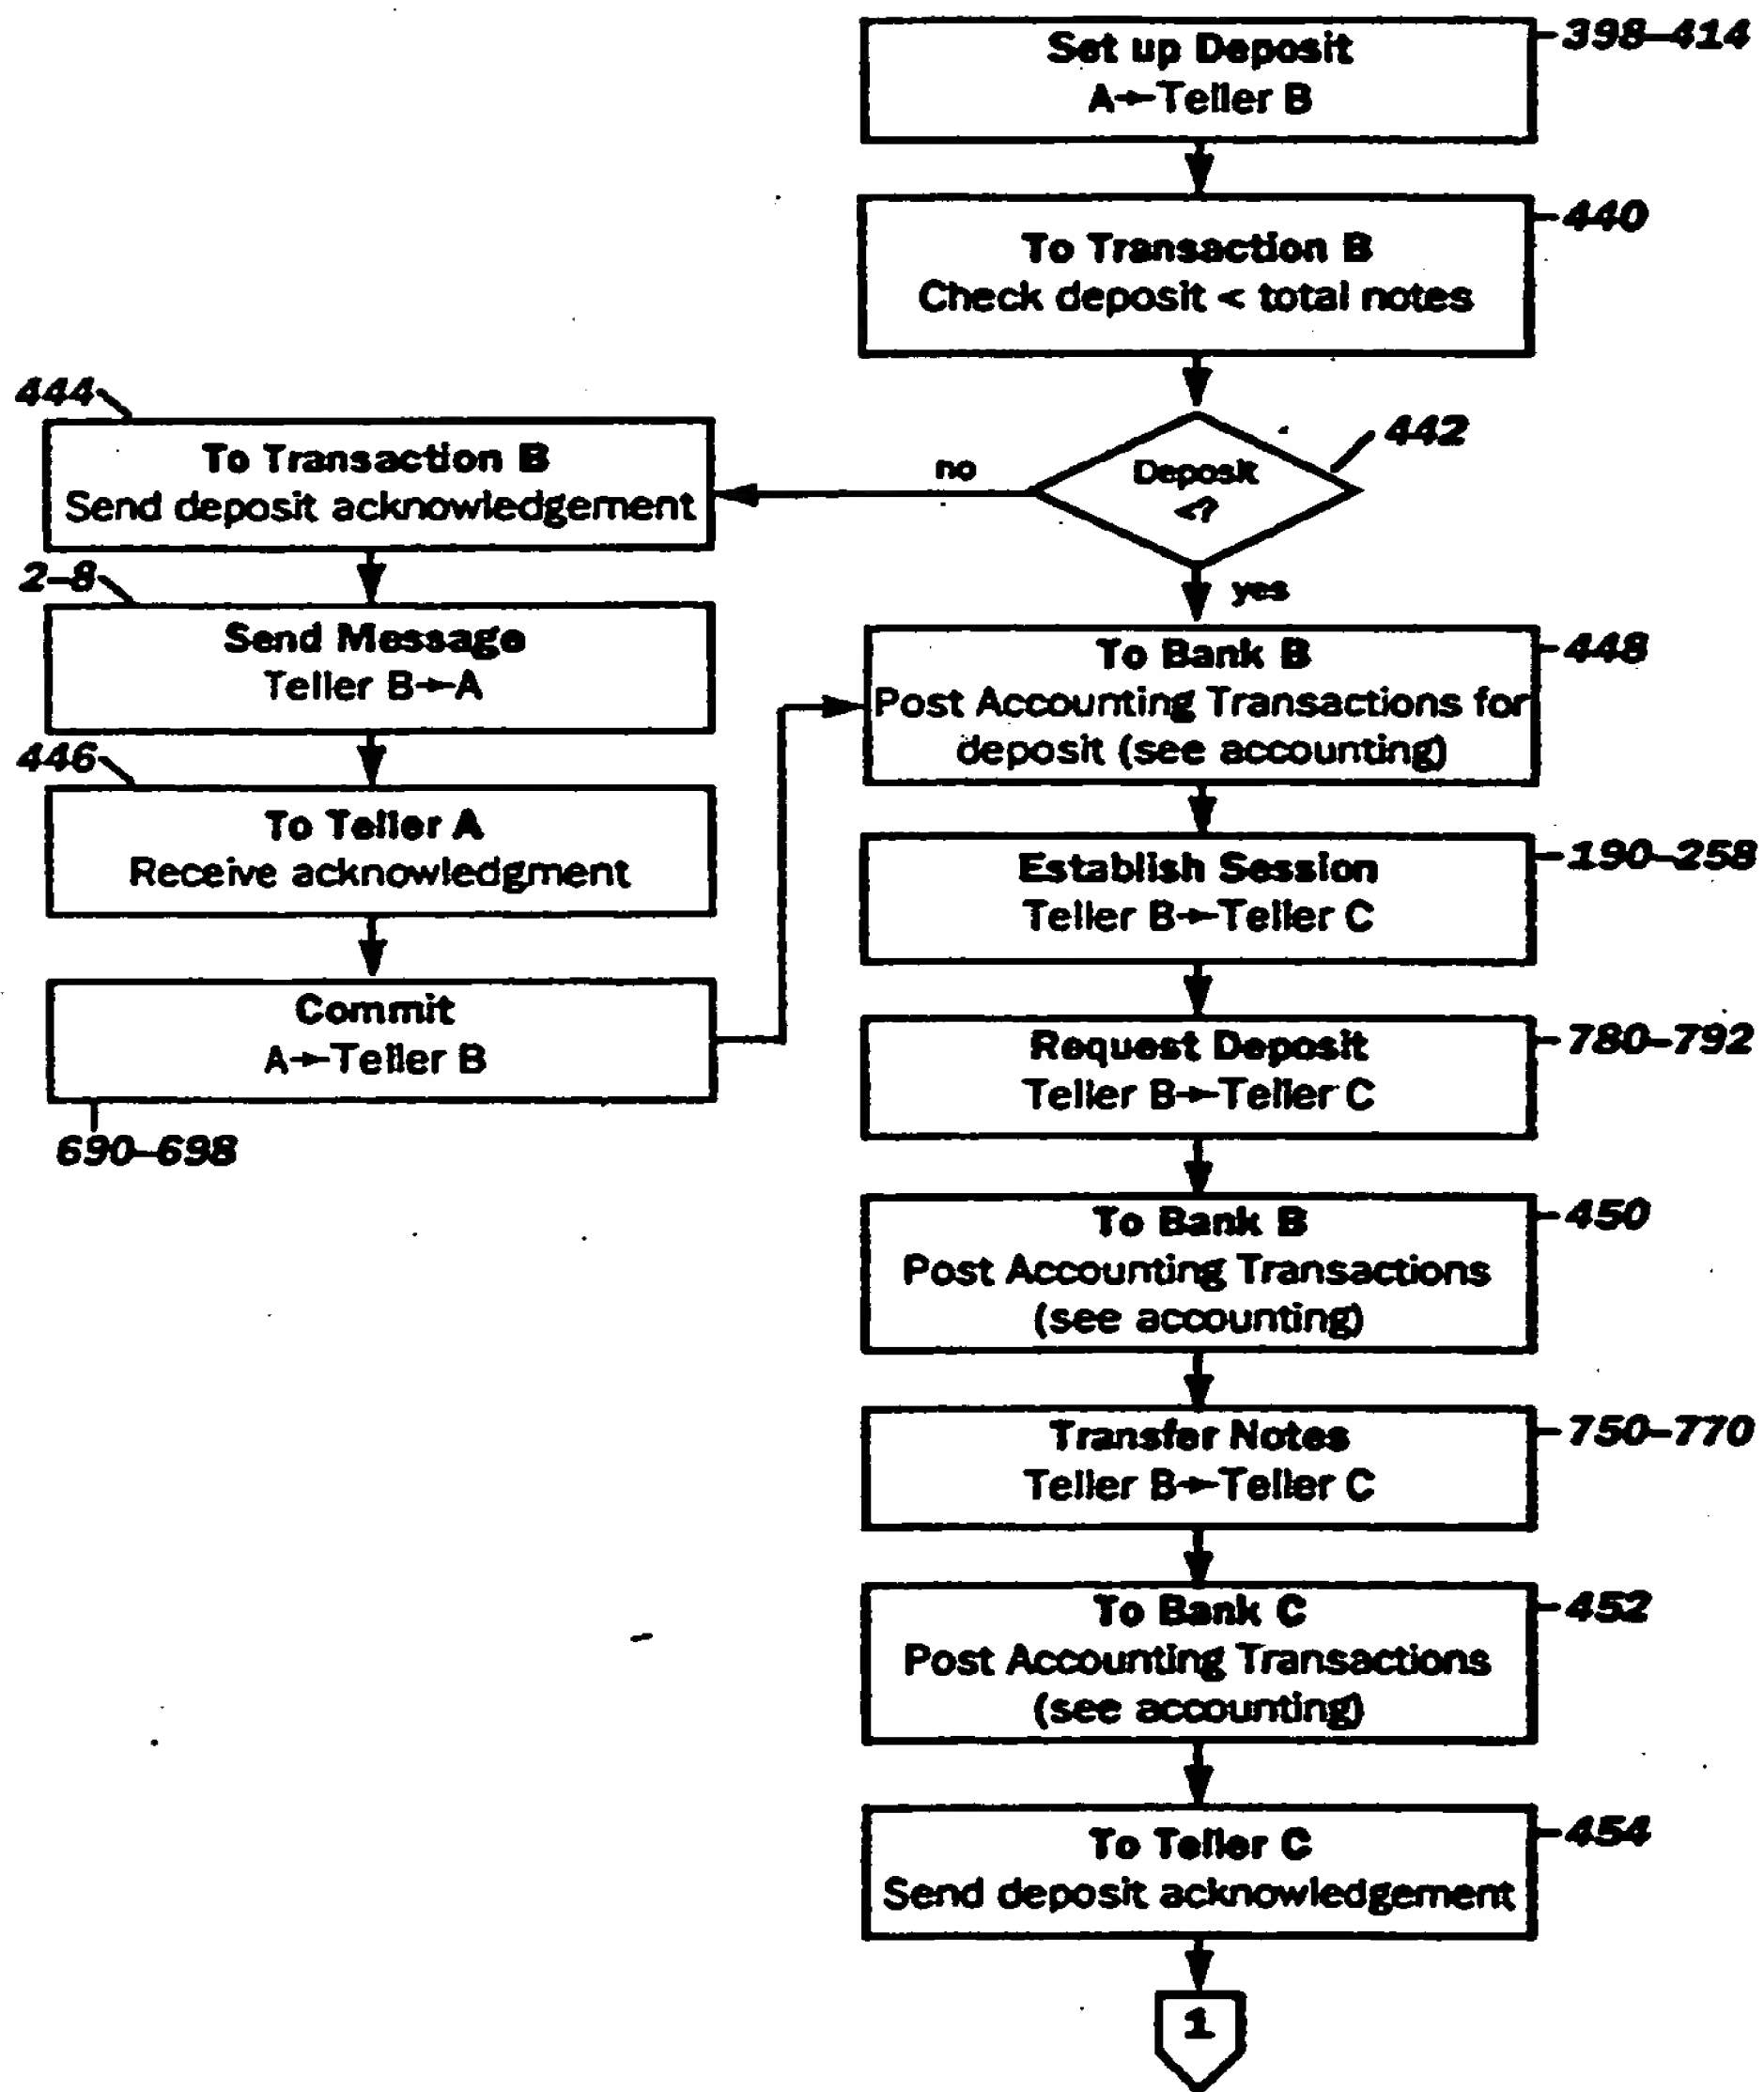 Set up Deposit
A→Teller B
398–414
To Transaction B
Check deposit < total notes
440
Deposit
<?
442
no
yes
444
To Transaction B
Send deposit acknowledgement
2–8
Send Message
Teller B→A
446
To Teller A
Receive acknowledgment
Commit
A→Teller B
690–698
To Bank B
Post Accounting Transactions for
deposit (see accounting)
448
Establish Session
Teller B→Teller C
190–258
Request Deposit
Teller B→Teller C
780–792
To Bank B
Post Accounting Transactions
(see accounting)
450
Transfer Notes
Teller B→Teller C
750–770
To Bank C
Post Accounting Transactions
(see accounting)
452
To Teller C
Send deposit acknowledgement
454
1